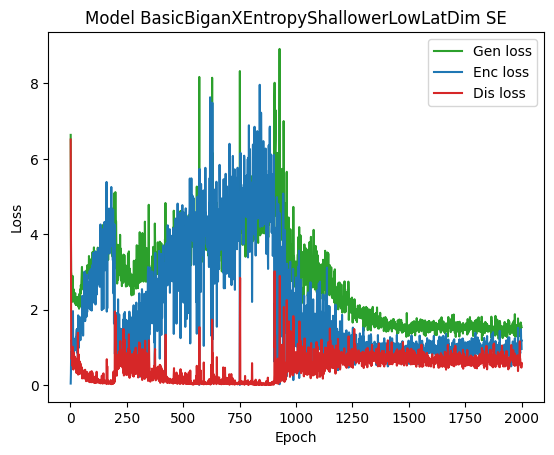 Model BasicBiganXEntropyShallowerLowLatDim SE
Gen loss
Enc loss
Dis loss
8
6
4
2
0
Loss
0
250
500
750
1000
1250
1500
1750
2000
Epoch